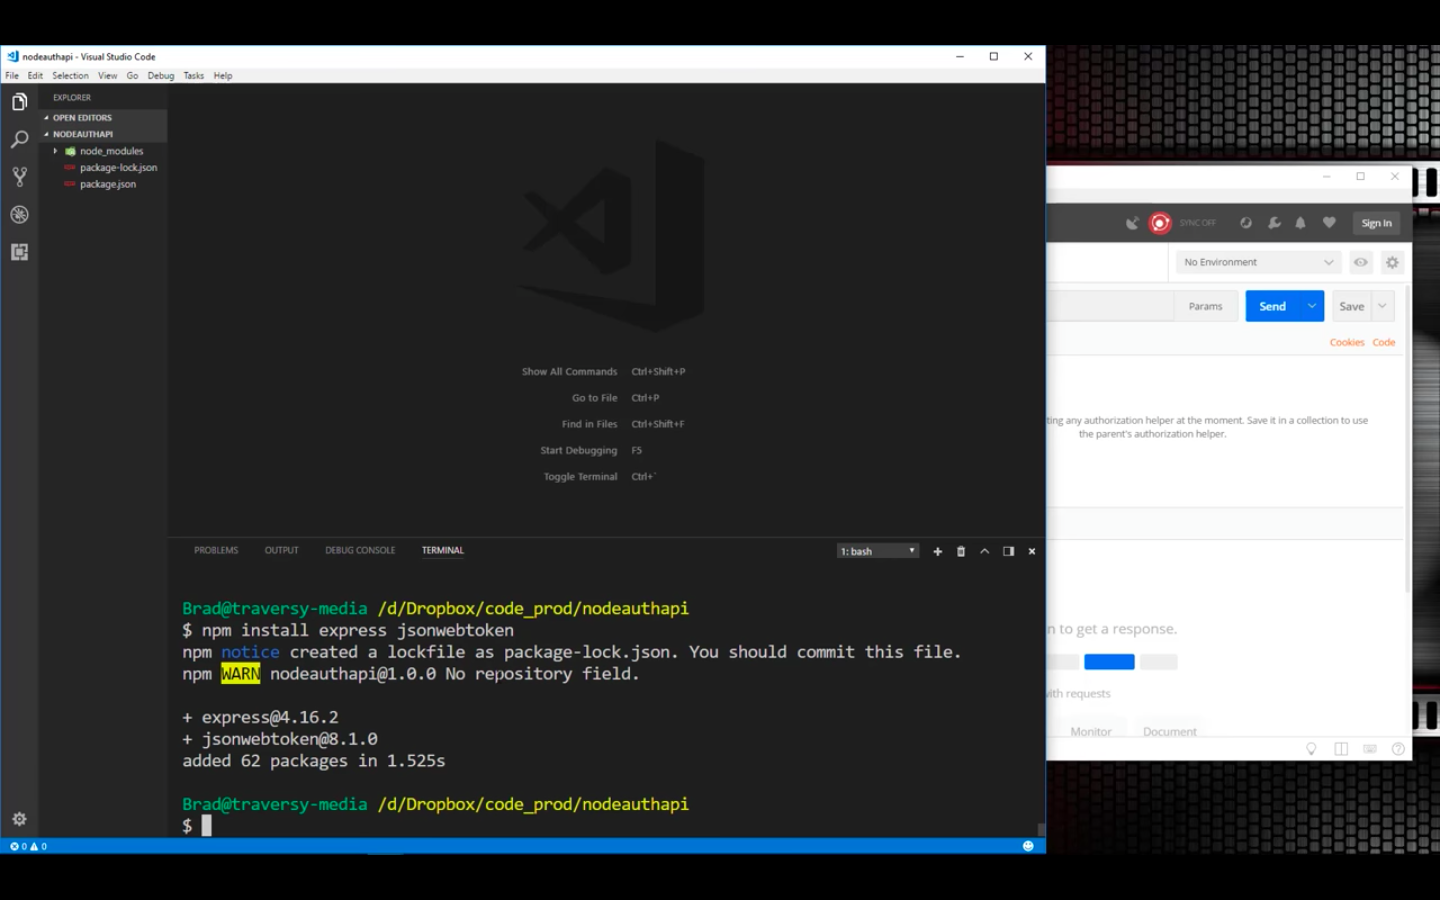 nodeauthapi - Visual Studio Code
File Edit Selection View Go Debug Tasks Help
EXPLORER
OPEN EDITORS
NODEAUTHAPI
node_modules
package-lock.json
package.json
Show All Commands Ctrl+Shift+P
Go to File Ctrl+P
Find in Files Ctrl+Shift+F
Start Debugging F5
Toggle Terminal Ctrl+`
PROBLEMS OUTPUT DEBUG CONSOLE TERMINAL
1: bash
Brad@traversy-media /d/Dropbox/code_prod/nodeauthapi
$ npm install express jsonwebtoken
npm notice created a lockfile as package-lock.json. You should commit this file.
npm WARN nodeauthapi@1.0.0 No repository field.
+ express@4.16.2
+ jsonwebtoken@8.1.0
added 62 packages in 1.525s
Brad@traversy-media /d/Dropbox/code_prod/nodeauthapi
$
0 0
SYNC OFF
Sign In
No Environment
Params Send Save
Cookies Code
ting any authorization helper at the moment. Save it in a collection to use
the parent's authorization helper.
n to get a response.
with requests
Monitor Document